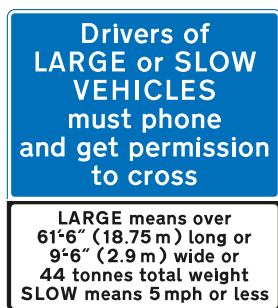 Drivers of
LARGE or SLOW
VEHICLES
must phone
and get permission
to cross
LARGE means over
61'-6" (18.75 m) long or
9'-6" (2.9 m) wide or
44 tonnes total weight
SLOW means 5 mph or less